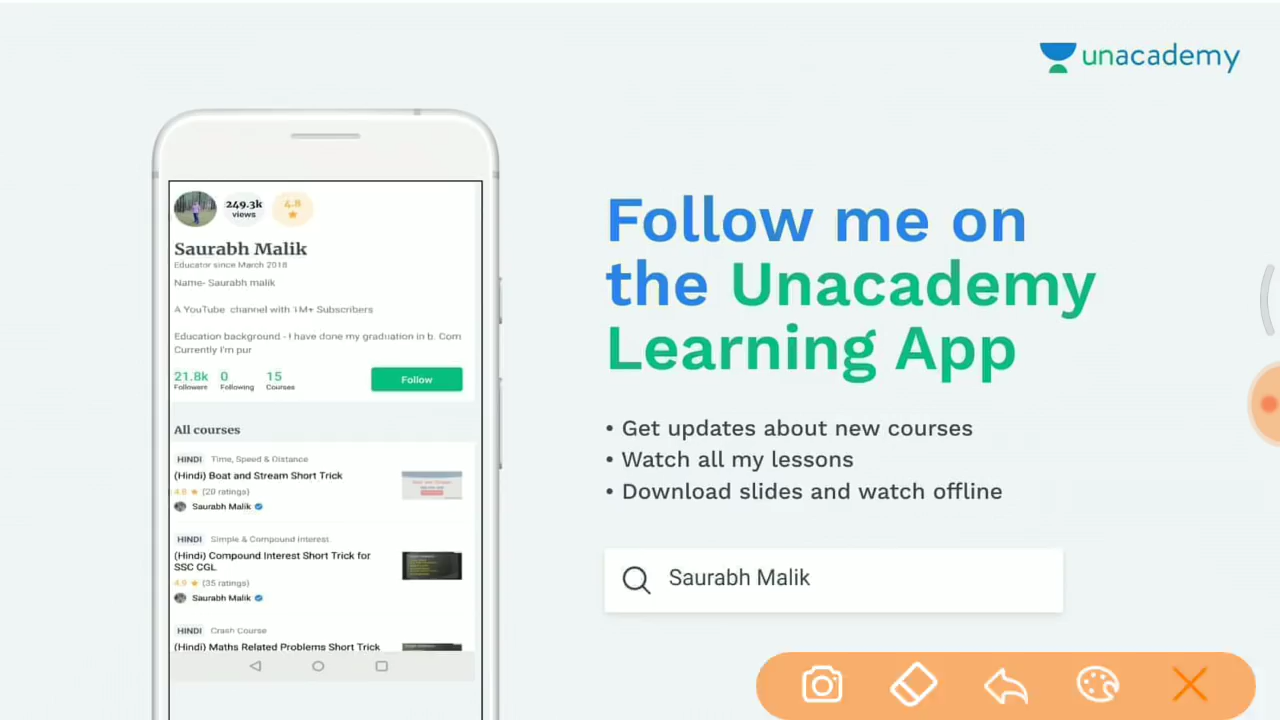 unacademy
249.3k
views
4.8
Saurabh Malik
Educator since March 2018
Name- Saurabh malik
A YouTube channel with 1M+ Subscribers
Education background - I have done my graduation in b. Com
Currently I'm pur
21.8k 0 15
Followers Following Courses
Follow
All courses
HINDI Time, Speed & Distance
(Hindi) Boat and Stream Short Trick
4.8 (29 ratings)
Saurabh Malik
HINDI Simple & Compound Interest
(Hindi) Compound Interest Short Trick for
SSC CGL
4.9 (35 ratings)
Saurabh Malik
HINDI Crash Course
(Hindi) Maths Related Problems Short Trick
Follow me on
the Unacademy
Learning App
• Get updates about new courses
• Watch all my lessons
• Download slides and watch offline
Saurabh Malik